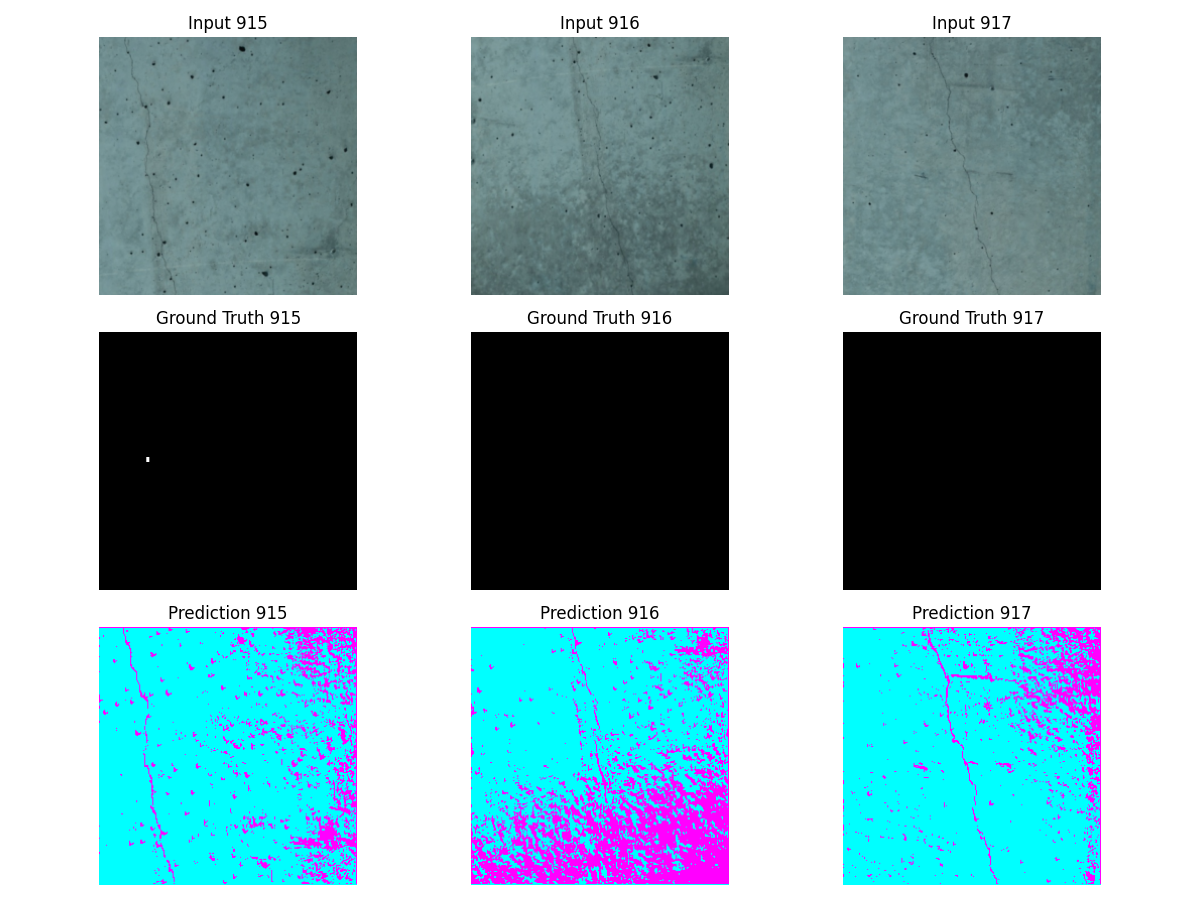 Input 915
Input 916
Input 917
Ground Truth 915
Ground Truth 916
Ground Truth 917
Prediction 915
Prediction 916
Prediction 917